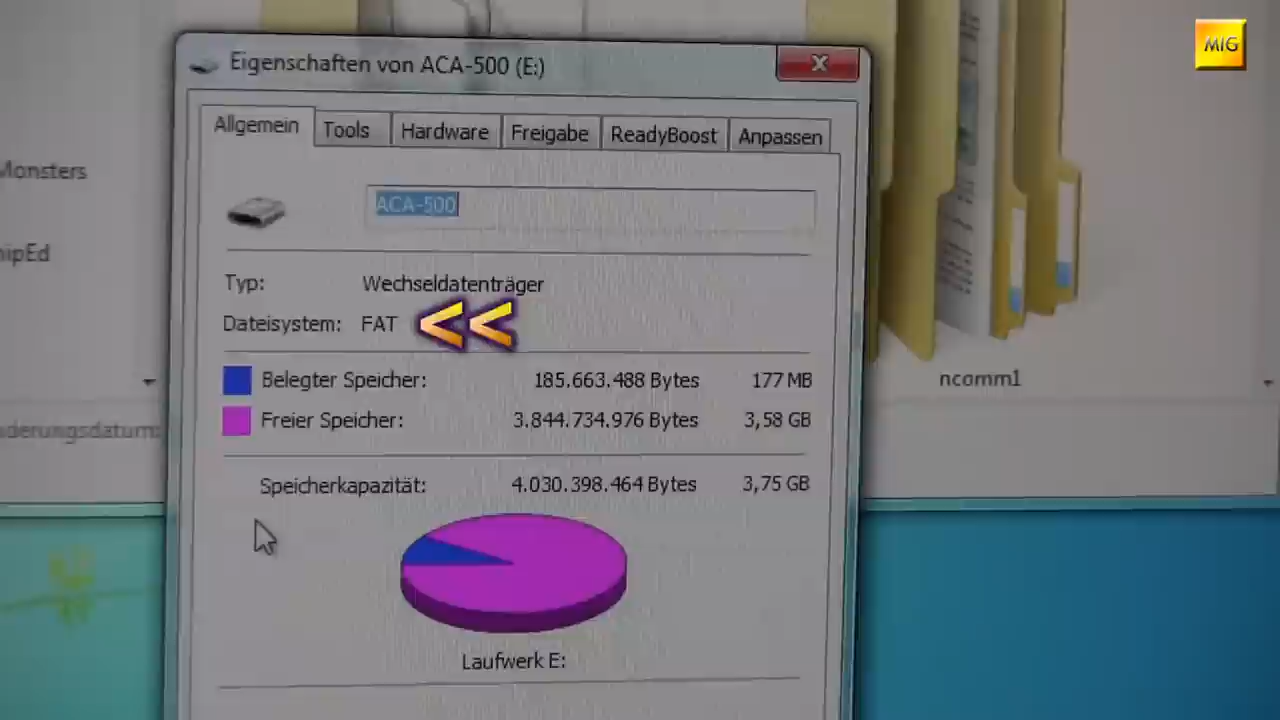 MIG
Eigenschaften von ACA-500 (E:)
Allgemein Tools Hardware Freigabe ReadyBoost Anpassen
Monsters
ACA-500
Typ: Wechseldatenträger
Dateisystem: FAT <<
Belegter Speicher: 185.663.488 Bytes 177 MB
ncomm1
Freier Speicher: 3.844.734.976 Bytes 3,58 GB
Speicherkapazität: 4.030.398.464 Bytes 3,75 GB
Laufwerk E: